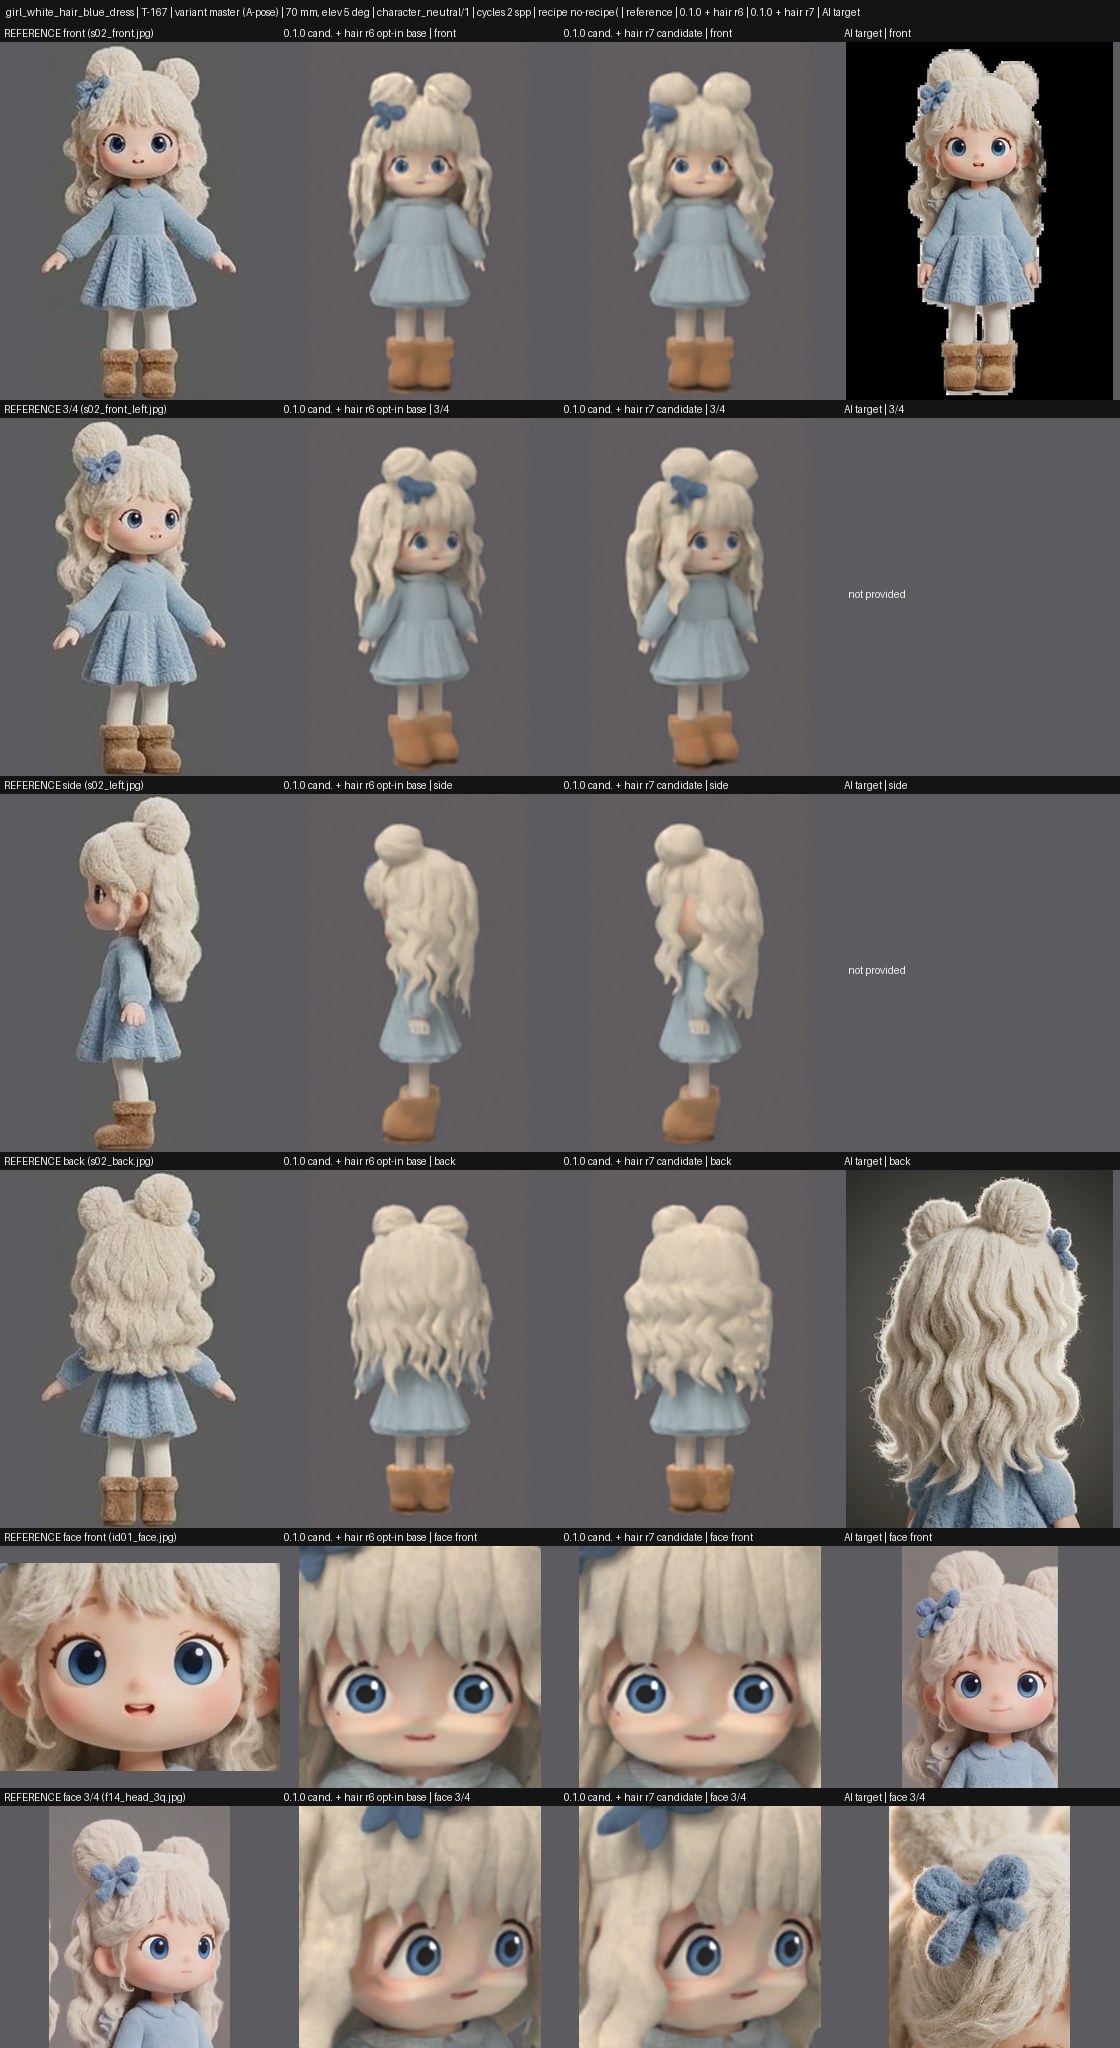 girl_white_hair_blue_dress | T-167 | variant master (A-pose) | 70 mm, elev 5 deg | character_neutral/1 | cycles 2 spp | recipe no-recipe( | reference | 0.1.0 + hair r6 | 0.1.0 + hair r7 | AI target
REFERENCE front (s02_front.jpg)
0.1.0 cand. + hair r6 opt-in base | front
0.1.0 cand. + hair r7 candidate | front
AI target | front
REFERENCE 3/4 (s02_front_left.jpg)
0.1.0 cand. + hair r6 opt-in base | 3/4
0.1.0 cand. + hair r7 candidate | 3/4
AI target | 3/4
not provided
REFERENCE side (s02_left.jpg)
0.1.0 cand. + hair r6 opt-in base | side
0.1.0 cand. + hair r7 candidate | side
AI target | side
not provided
REFERENCE back (s02_back.jpg)
0.1.0 cand. + hair r6 opt-in base | back
0.1.0 cand. + hair r7 candidate | back
AI target | back
REFERENCE face front (id01_face.jpg)
0.1.0 cand. + hair r6 opt-in base | face front
0.1.0 cand. + hair r7 candidate | face front
AI target | face front
REFERENCE face 3/4 (f14_head_3q.jpg)
0.1.0 cand. + hair r6 opt-in base | face 3/4
0.1.0 cand. + hair r7 candidate | face 3/4
AI target | face 3/4